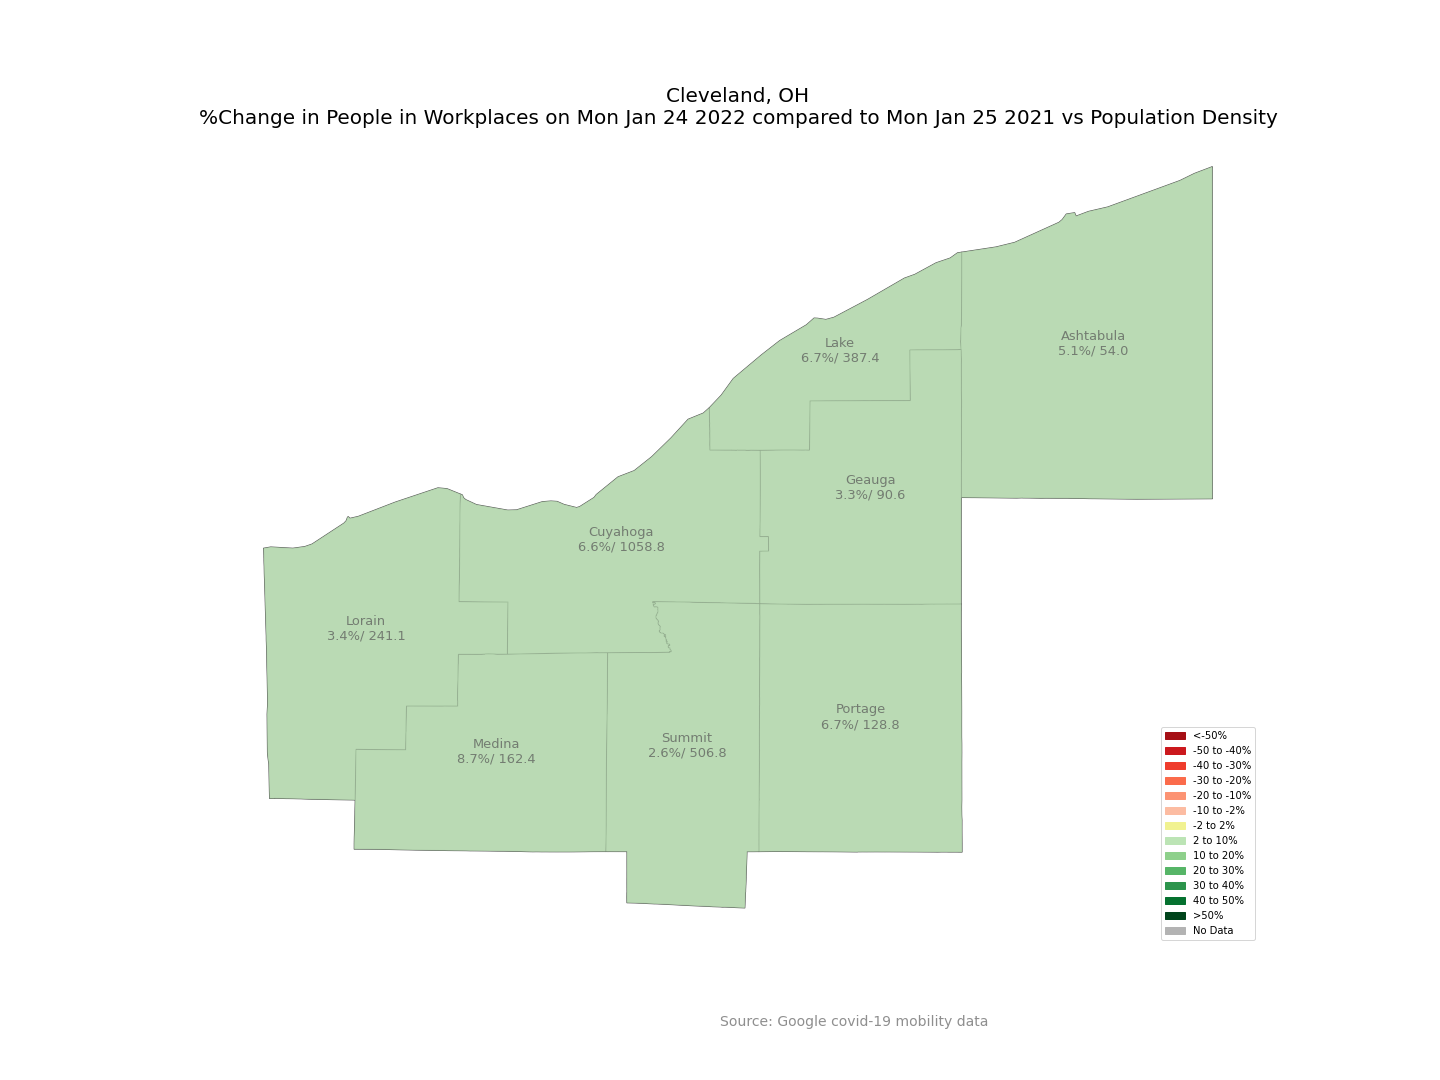 Cleveland, OH
%Change in People in Workplaces on Mon Jan 24 2022 compared to Mon Jan 25 2021 vs Population Density
Ashtabula
5.1%/ 54.0
Lake
6.7%/ 387.4
Geauga
3.3%/ 90.6
Cuyahoga
6.6%/ 1058.8
Lorain
3.4%/ 241.1
Portage
6.7%/ 128.8
Summit
2.6%/ 506.8
Medina
8.7%/ 162.4
<-50%
-50 to -40%
-40 to -30%
-30 to -20%
-20 to -10%
-10 to -2%
-2 to 2%
2 to 10%
10 to 20%
20 to 30%
30 to 40%
40 to 50%
>50%
No Data
Source: Google covid-19 mobility data